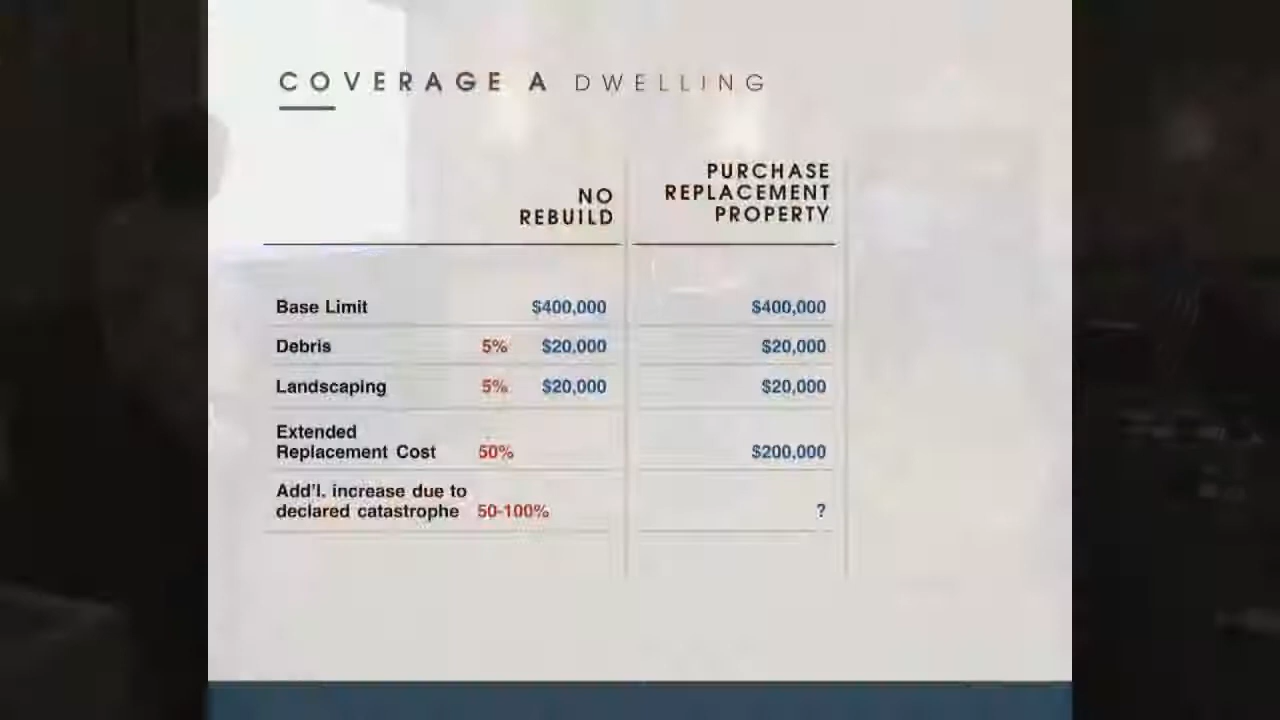 COVERAGE A DWELLING
NO
REBUILD
PURCHASE
REPLACEMENT
PROPERTY
Base Limit $400,000 $400,000
Debris 5% $20,000 $20,000
Landscaping 5% $20,000 $20,000
Extended
Replacement Cost 50% $200,000
Add'l. increase due to
declared catastrophe 50-100% ?